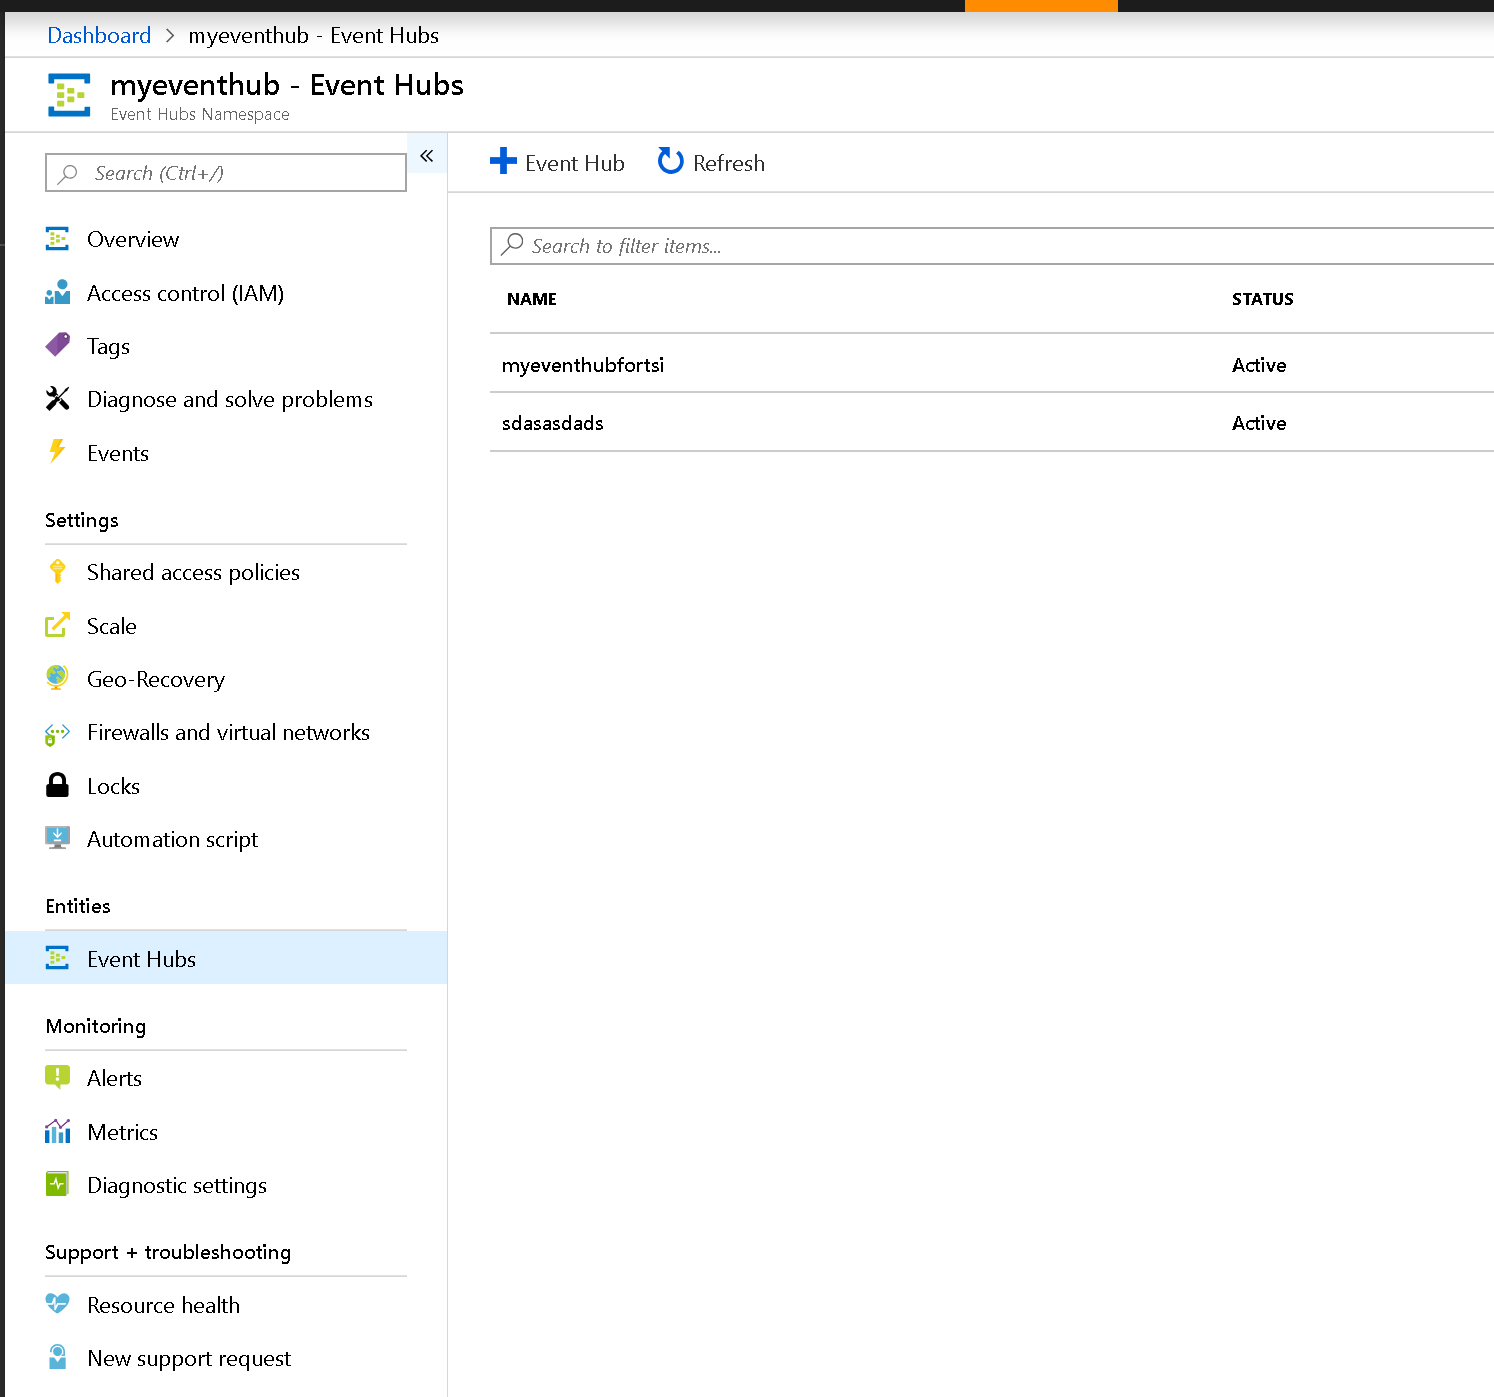 Dashboard > myeventhub - Event Hubs
myeventhub - Event Hubs
Event Hubs Namespace
Search (Ctrl+/)
«
Overview
Access control (IAM)
Tags
Diagnose and solve problems
Events
Settings
Shared access policies
Scale
Geo-Recovery
Firewalls and virtual networks
Locks
Automation script
Entities
Event Hubs
Monitoring
Alerts
Metrics
Diagnostic settings
Support + troubleshooting
Resource health
New support request
Event Hub Refresh
Search to filter items...
NAME STATUS
myeventhubfortsi Active
sdasasdads Active